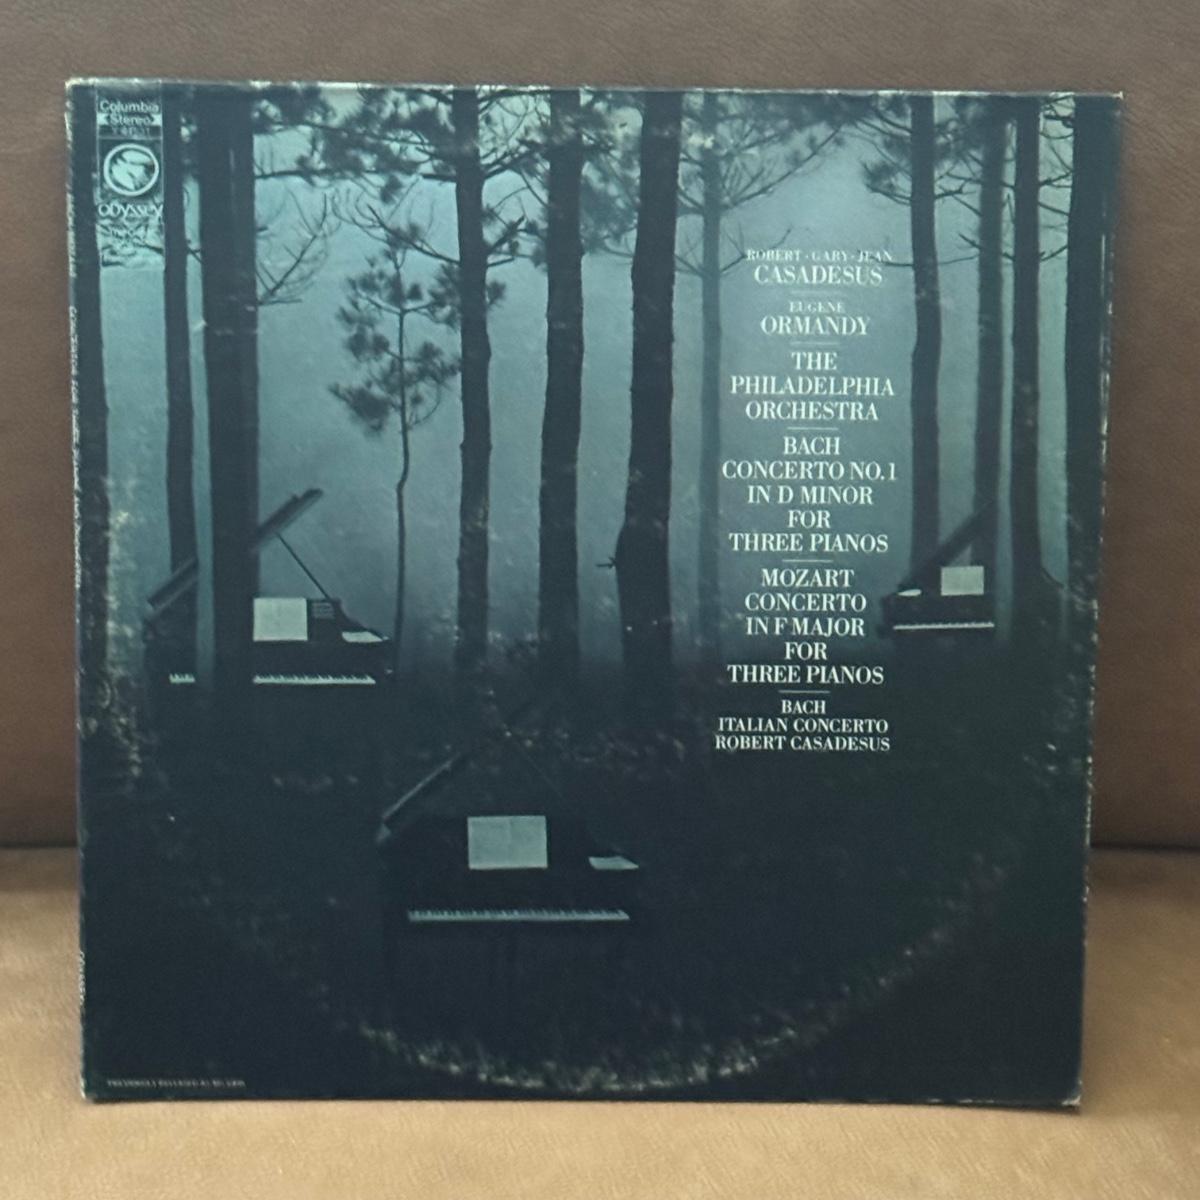 Columbia
Stereo
ODYSSEY
ROBERT · GABY · JEAN
CASADESUS
EUGENE
ORMANDY
THE
PHILADELPHIA
ORCHESTRA
BACH
CONCERTO NO. 1
IN D MINOR
FOR
THREE PIANOS
MOZART
CONCERTO
IN F MAJOR
FOR
THREE PIANOS
BACH
ITALIAN CONCERTO
ROBERT CASADESUS